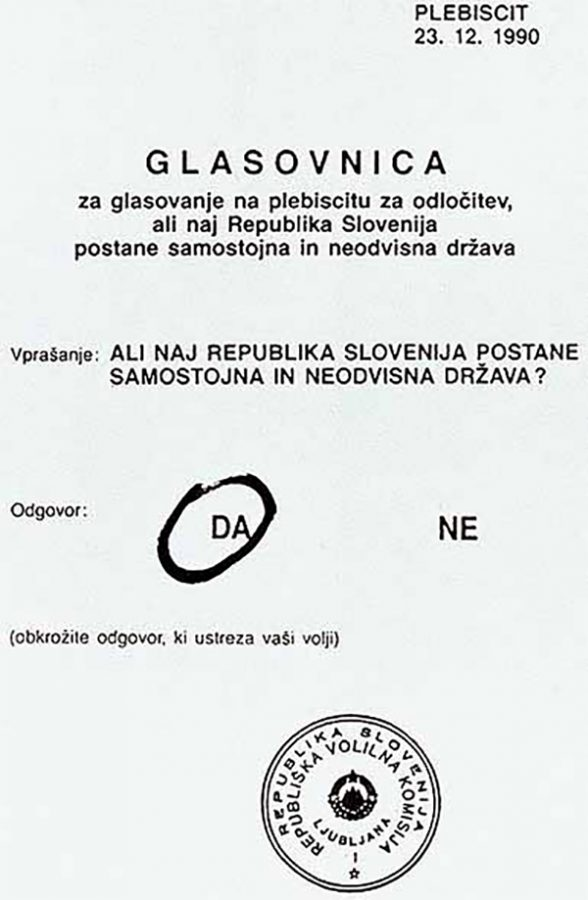 PLEBISCIT
23. 12. 1990
GLASOVNICA
za glasovanje na plebiscitu za odločitev,
ali naj Republika Slovenija
postane samostojna in neodvisna država
Vprašanje: ALI NAJ REPUBLIKA SLOVENIJA POSTANE
SAMOSTOJNA IN NEODVISNA DRŽAVA?
Odgovor: DA NE
(obkrožite odgovor, ki ustreza vaši volji)
REPUBLIKA SLOVENIJA
REPUBLIŠKA VOLILNA KOMISIJA
LJUBLJANA
1